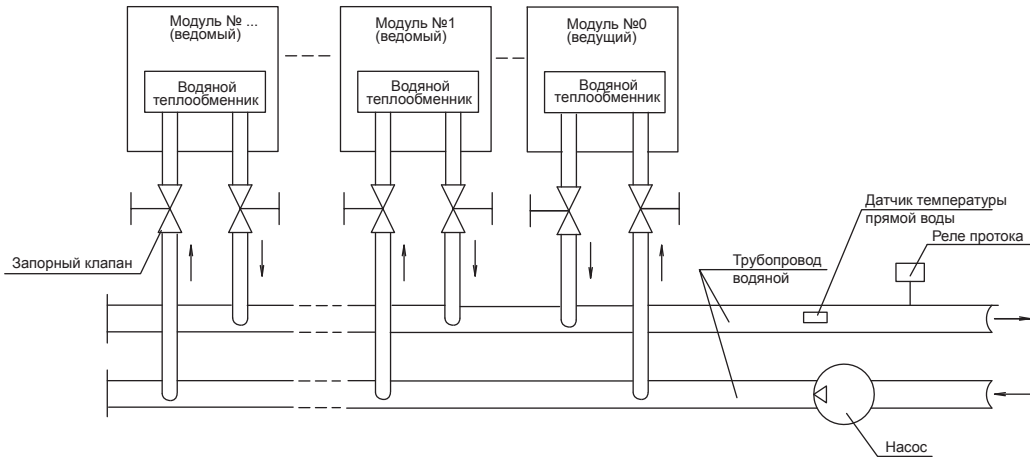 Модуль № ...
(ведомый)
Водяной
теплообменник
Модуль №1
(ведомый)
Водяной
теплообменник
Модуль №0
(ведущий)
Водяной
теплообменник
Датчик температуры
прямой воды
Реле протока
Запорный клапан
Трубопровод
водяной
Насос